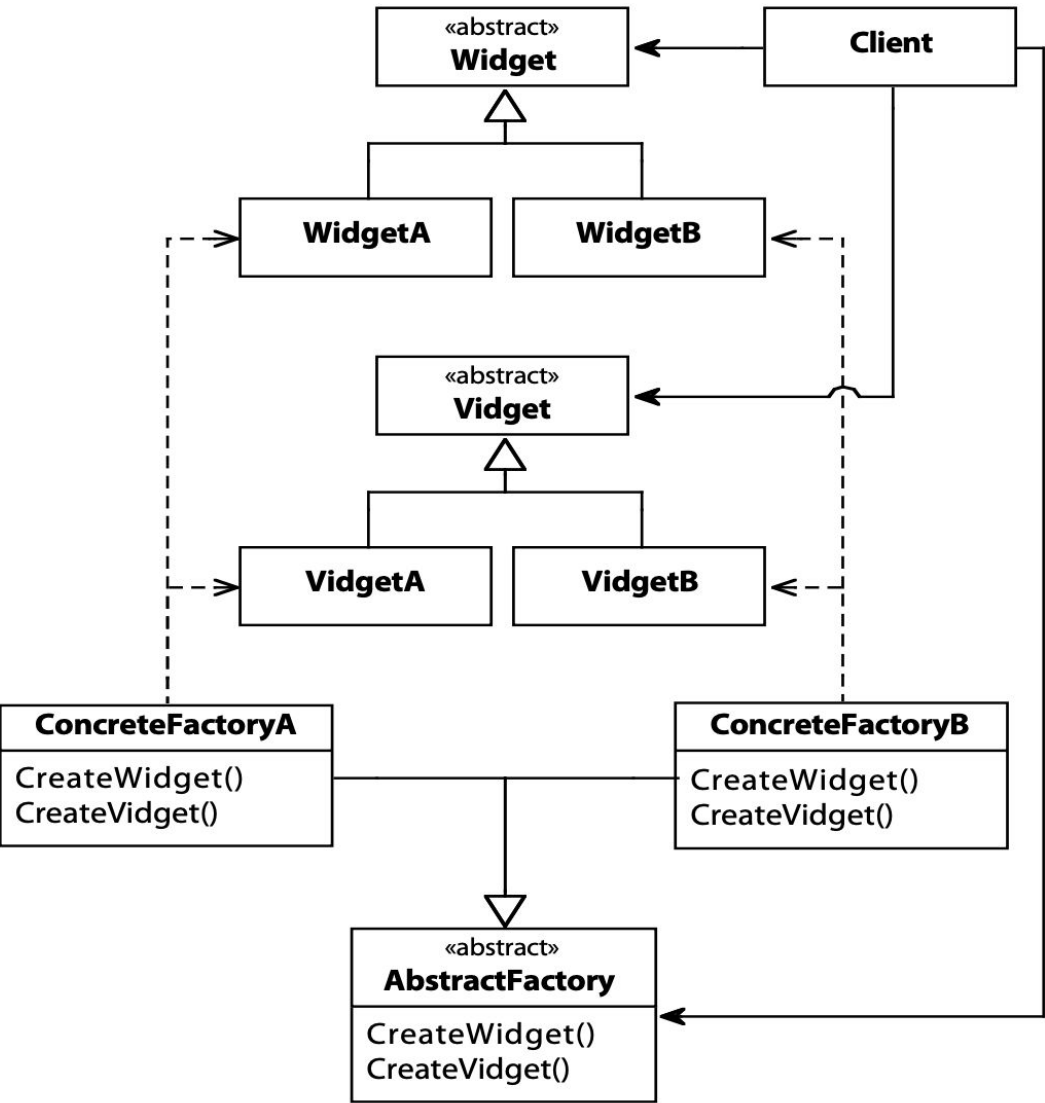 «abstract»
Widget
Client
WidgetA
WidgetB
«abstract»
Vidget
VidgetA
VidgetB
ConcreteFactoryA
CreateWidget()
CreateVidget()
ConcreteFactoryB
CreateWidget()
CreateVidget()
«abstract»
AbstractFactory
CreateWidget()
CreateVidget()